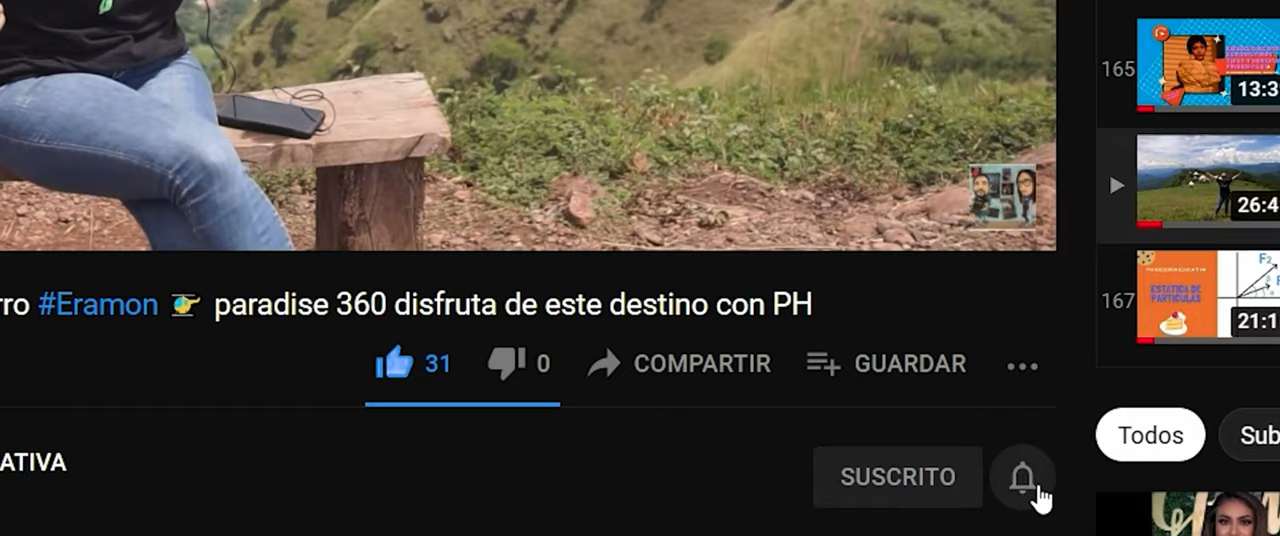 165
13:3
26:4
F2
ESTATICA DE
PARTICULAS
167
21:1
rro #Eramon paradise 360 disfruta de este destino con PH
31 0 COMPARTIR GUARDAR
Todos Sub
ATIVA
SUSCRITO